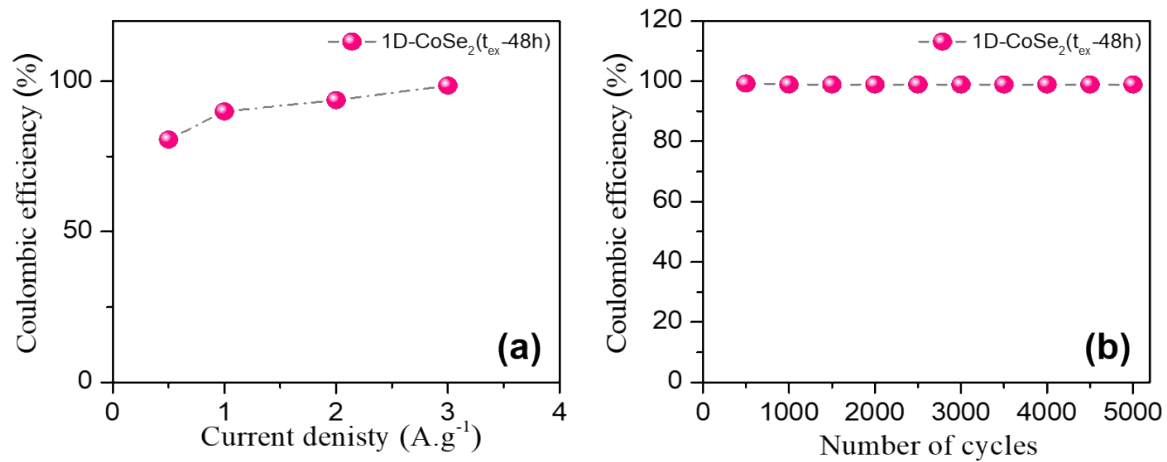 1D-CoSe2(tex-48h)
100
50
0
Coulombic efficiency (%)
(a)
0 1 2 3 4
Current denisty (A.g-1)
1D-CoSe2(tex-48h)
120
100
80
60
40
20
0
Coulombic efficiency (%)
(b)
0 1000 2000 3000 4000 5000
Number of cycles